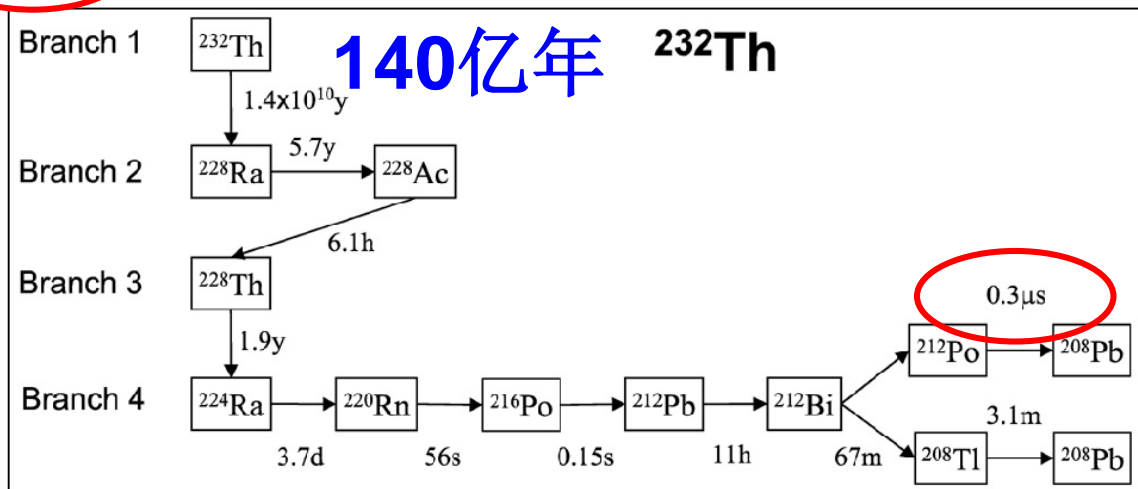 Branch 1 ²³²Th 140亿年 ²³²Th
1.4x10¹⁰y
Branch 2 ²²⁸Ra 5.7y ²²⁸Ac
6.1h
Branch 3 ²²⁸Th 0.3μs
1.9y ²¹²Po ²⁰⁸Pb
Branch 4 ²²⁴Ra ²²⁰Rn ²¹⁶Po ²¹²Pb ²¹²Bi
3.1m
3.7d 56s 0.15s 11h 67m ²⁰⁸Tl ²⁰⁸Pb